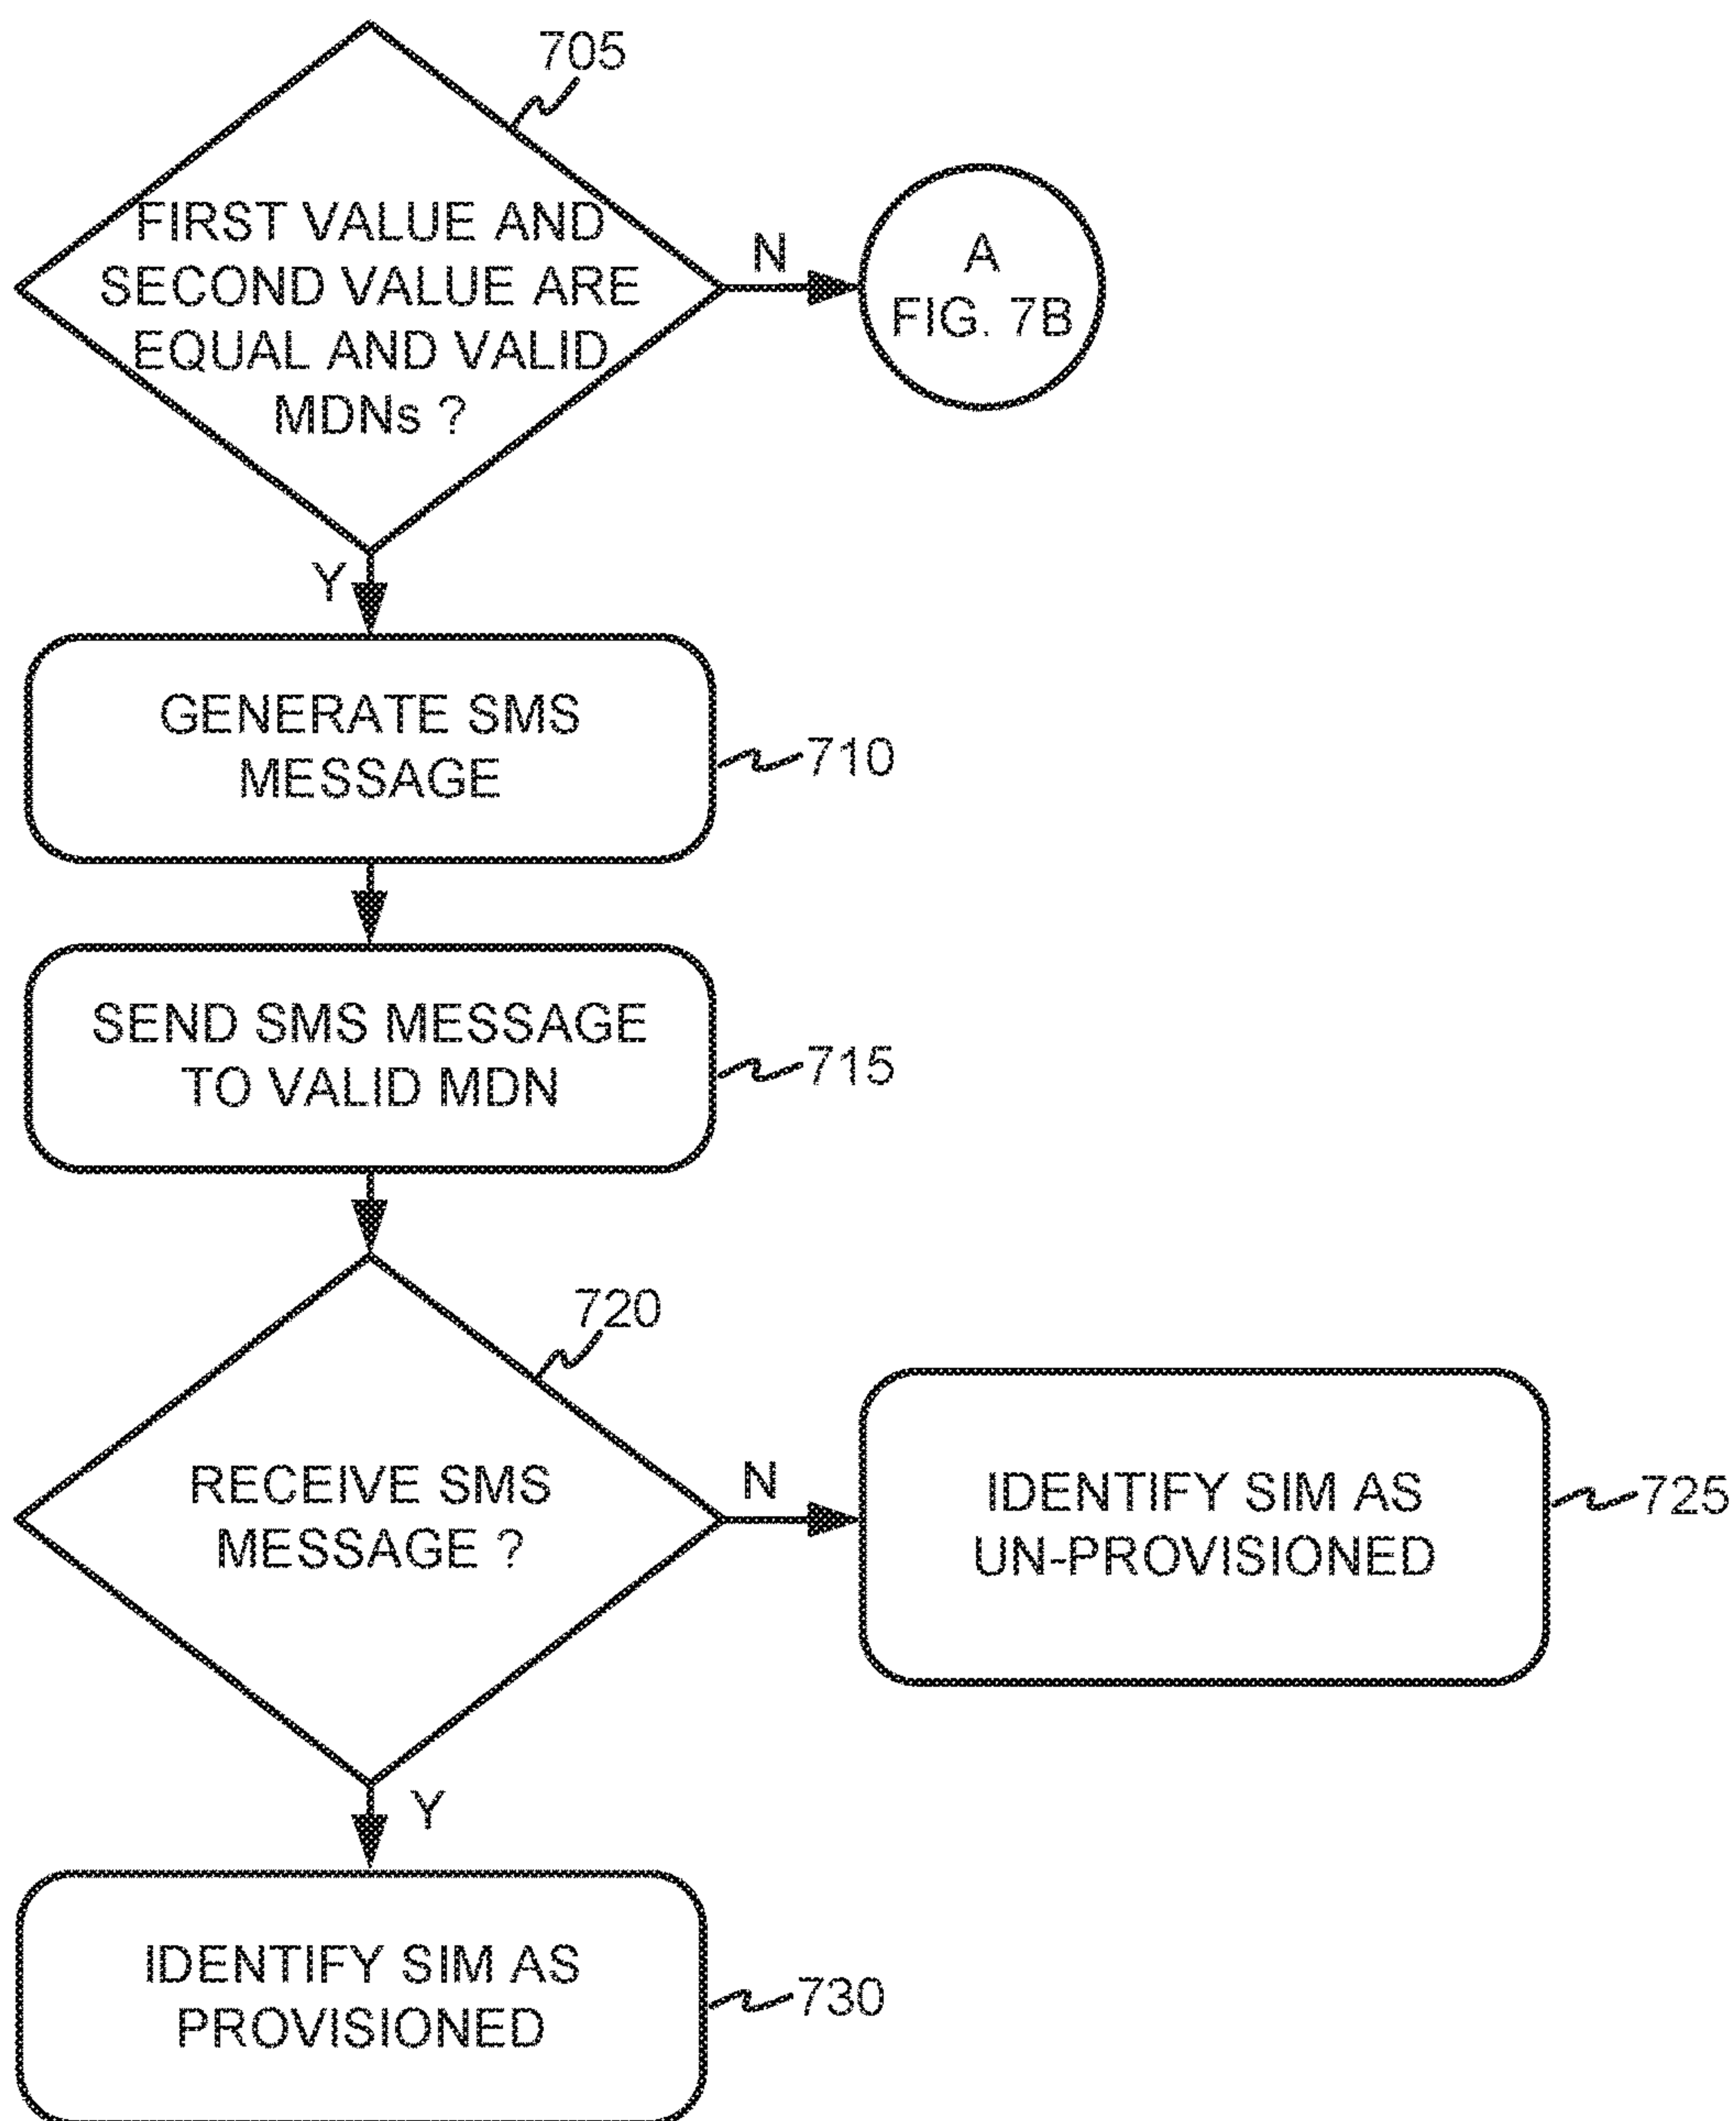 705
FIRST VALUE AND
SECOND VALUE ARE
EQUAL AND VALID
MDNs ?
N
A
FIG. 7B
Y
GENERATE SMS
MESSAGE
710
SEND SMS MESSAGE
TO VALID MDN
715
720
RECEIVE SMS
MESSAGE ?
N
IDENTIFY SIM AS
UN-PROVISIONED
725
Y
IDENTIFY SIM AS
PROVISIONED
730